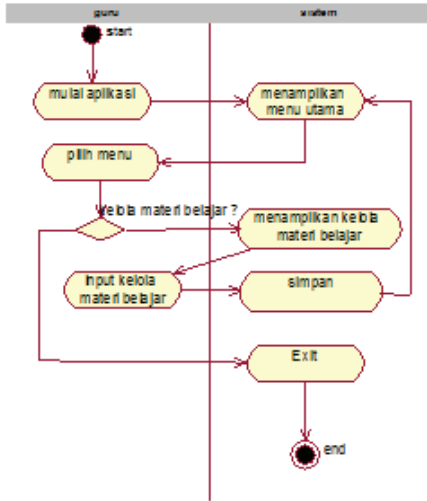 guru
sistem
start
mulai aplikasi
menampilkan
menu utama
pilih menu
kelola materi belajar ?
menampilkan kelola
materi belajar
input kelola
materi belajar
simpan
Exit
end